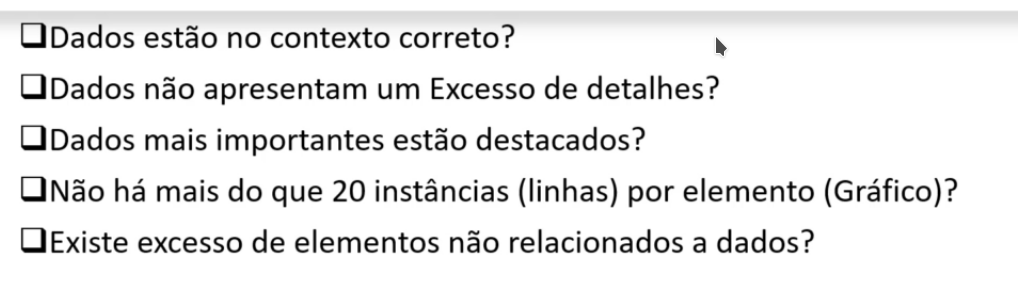 ❑Dados estão no contexto correto?
❑Dados não apresentam um Excesso de detalhes?
❑Dados mais importantes estão destacados?
❑Não há mais do que 20 instâncias (linhas) por elemento (Gráfico)?
❑Existe excesso de elementos não relacionados a dados?